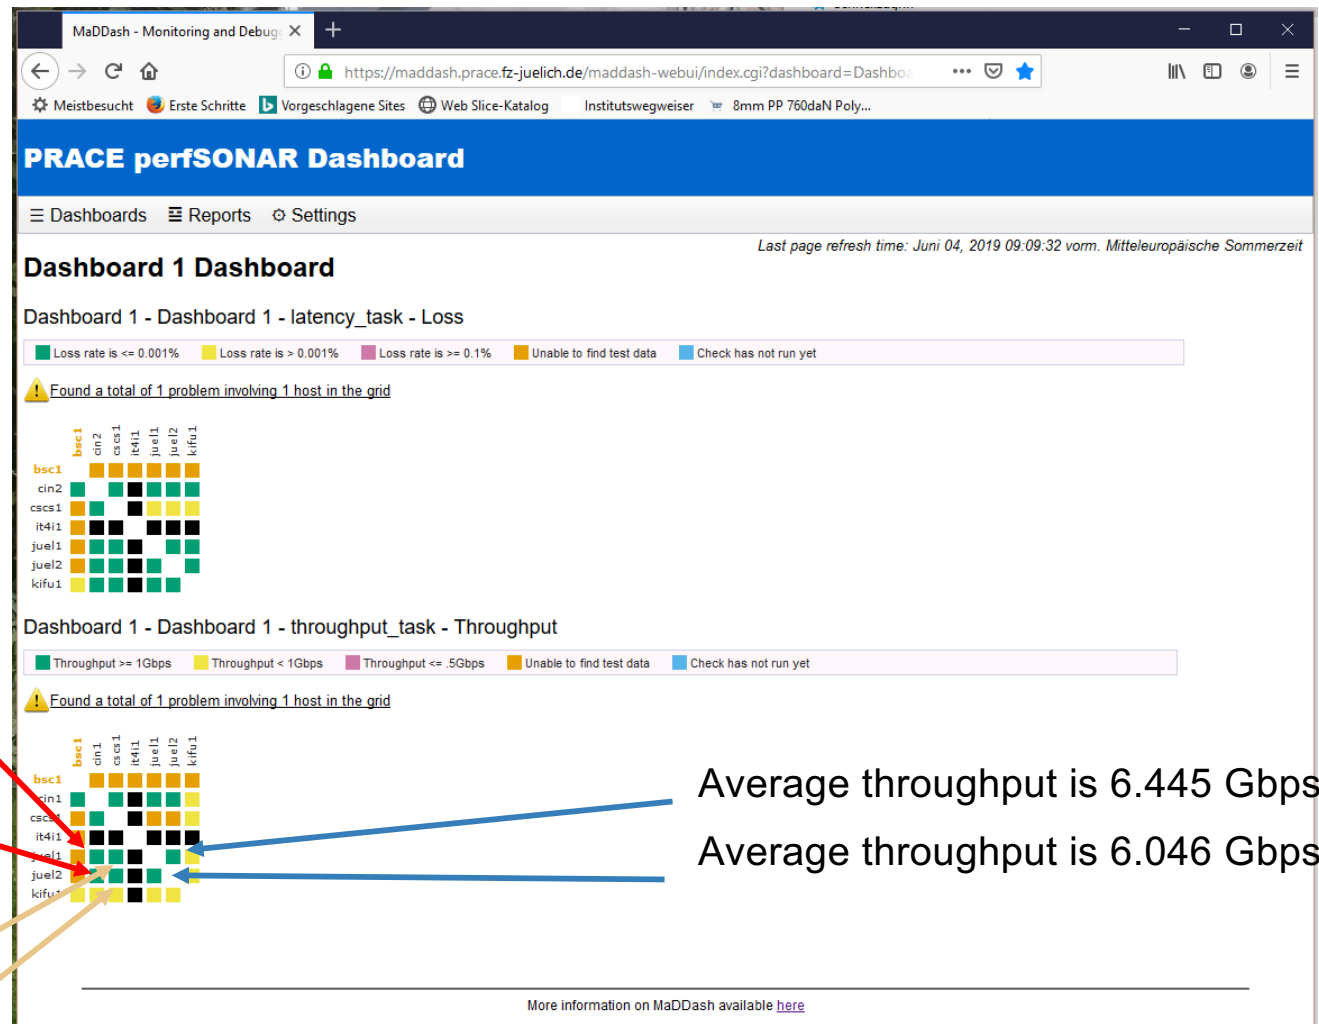 MaDDash - Monitoring and Debugg
https://maddash.prace.fz-juelich.de/maddash-webui/index.cgi?dashboard=Dashboa
Meistbesucht Erste Schritte Vorgeschlagene Sites Web Slice-Katalog Institutswegweiser 8mm PP 760daN Poly...
PRACE perfSONAR Dashboard
☰ Dashboards Reports ⚙ Settings
Last page refresh time: Juni 04, 2019 09:09:32 vorm. Mitteleuropäische Sommerzeit
Dashboard 1 Dashboard
Dashboard 1 - Dashboard 1 - latency_task - Loss
Loss rate is <= 0.001% Loss rate is > 0.001% Loss rate is >= 0.1% Unable to find test data Check has not run yet
Found a total of 1 problem involving 1 host in the grid
bsc1 cin2 cscs1 it4i1 juel1 juel2 kifu1
bsc1
cin2
cscs1
it4i1
juel1
juel2
kifu1
Dashboard 1 - Dashboard 1 - throughput_task - Throughput
Throughput >= 1Gbps Throughput < 1Gbps Throughput <= .5Gbps Unable to find test data Check has not run yet
Found a total of 1 problem involving 1 host in the grid
bsc1 cin1 cscs1 it4i1 juel1 juel2 kifu1
bsc1
cin1
cscs1
it4i1
juel1
juel2
kifu1
Average throughput is 6.445 Gbps
Average throughput is 6.046 Gbps
More information on MaDDash available here